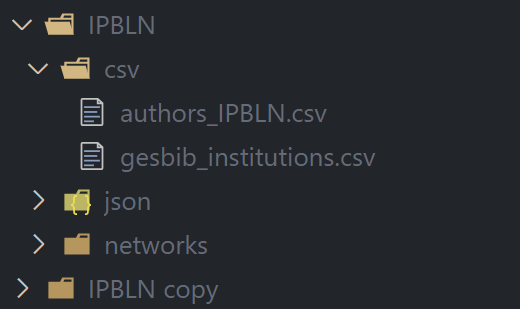 IPBLN
csv
authors_IPBLN.csv
gesbib_institutions.csv
json
networks
IPBLN copy